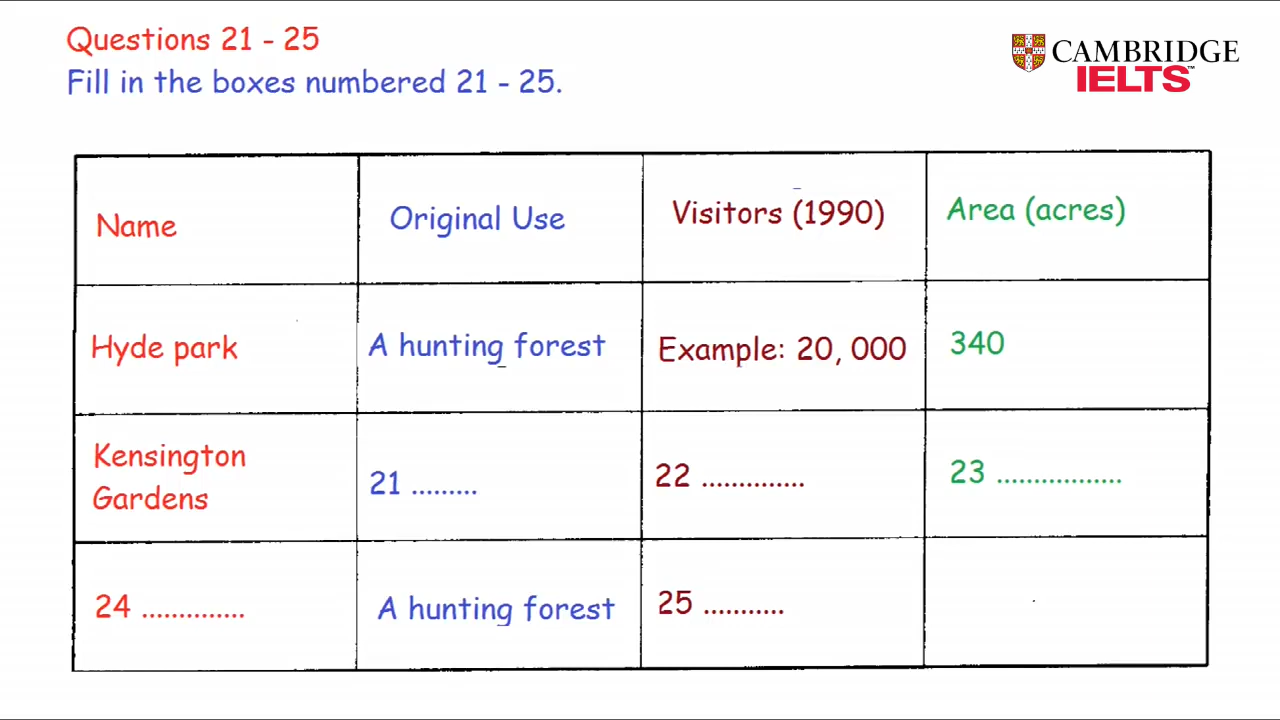 Questions 21 - 25
Fill in the boxes numbered 21 - 25.
CAMBRIDGE
IELTS™
Name
Original Use
Visitors (1990)
Area (acres)
Hyde park
A hunting forest
Example: 20, 000
340
Kensington
Gardens
21 .........
22 ..............
23 .................
24 ..............
A hunting forest
25 ...........